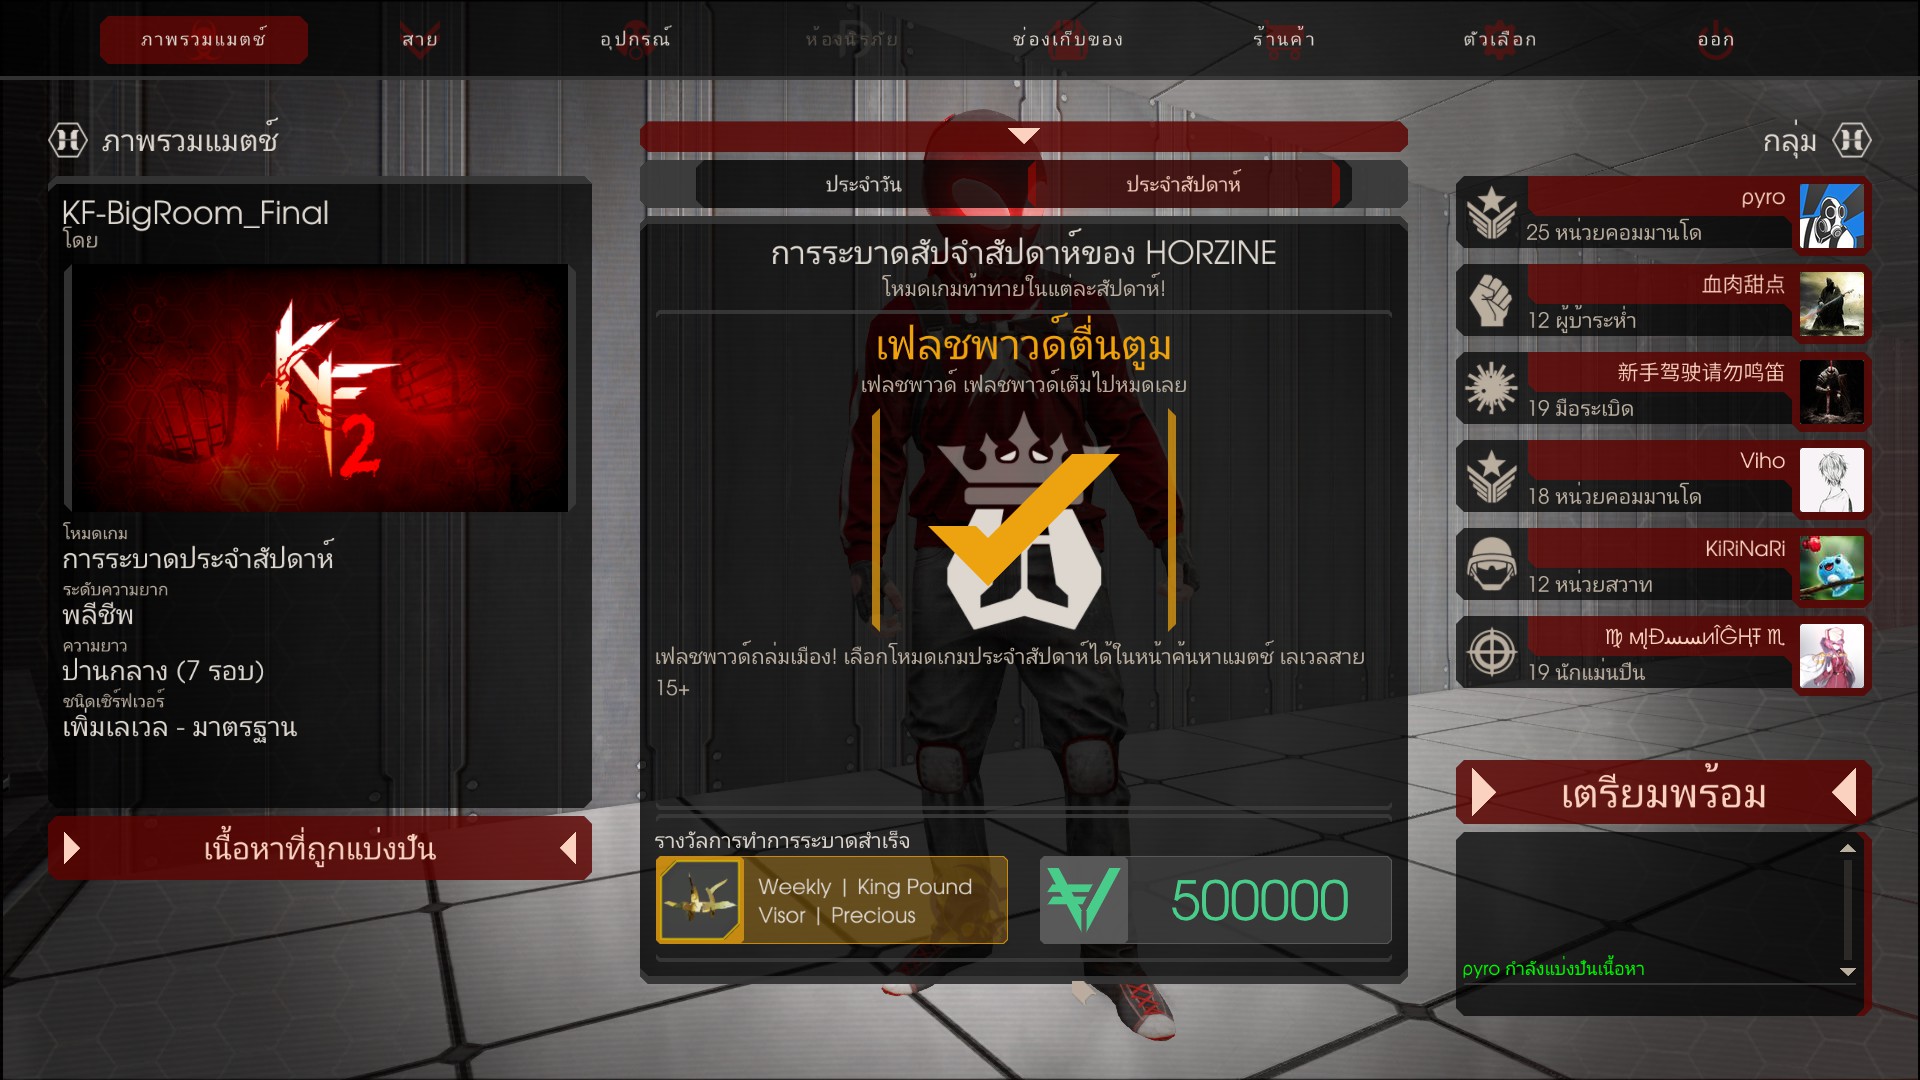 ภาพรวมแมตช์
สาย
อุปกรณ์
ห้องนิรภัย
ช่องเก็บของ
ร้านค้า
ตัวเลือก
ออก
ภาพรวมแมตช์
KF-BigRoom_Final
โดย
KF2
โหมดเกม
การระบาดประจำสัปดาห์
ระดับความยาก
พลีชีพ
ความยาว
ปานกลาง (7 รอบ)
ชนิดเซิร์ฟเวอร์
เพิ่มเลเวล - มาตรฐาน
เนื้อหาที่ถูกแบ่งปัน
ประจำวัน
ประจำสัปดาห์
การระบาดสัปจำสัปดาห์ของ HORZINE
โหมดเกมท้าทายในแต่ละสัปดาห์!
เฟลชพาวด์ตื่นตูม
เฟลชพาวด์ เฟลชพาวด์เต็มไปหมดเลย
เฟลชพาวด์ถล่มเมือง! เลือกโหมดเกมประจำสัปดาห์ได้ในหน้าค้นหาแมตช์ เลเวลสาย
15+
รางวัลการทำการระบาดสำเร็จ
Weekly | King Pound
Visor | Precious
500000
กลุ่ม
pyro
25 หน่วยคอมมานโด
血肉甜点
12 ผู้บ้าระห่ำ
新手驾驶请勿鸣笛
19 มือระเบิด
Viho
18 หน่วยคอมมานโด
KiRiNaRi
12 หน่วยสวาท
19 นักแม่นปืน
เตรียมพร้อม
pyro กำลังแบ่งปันเนื้อหา